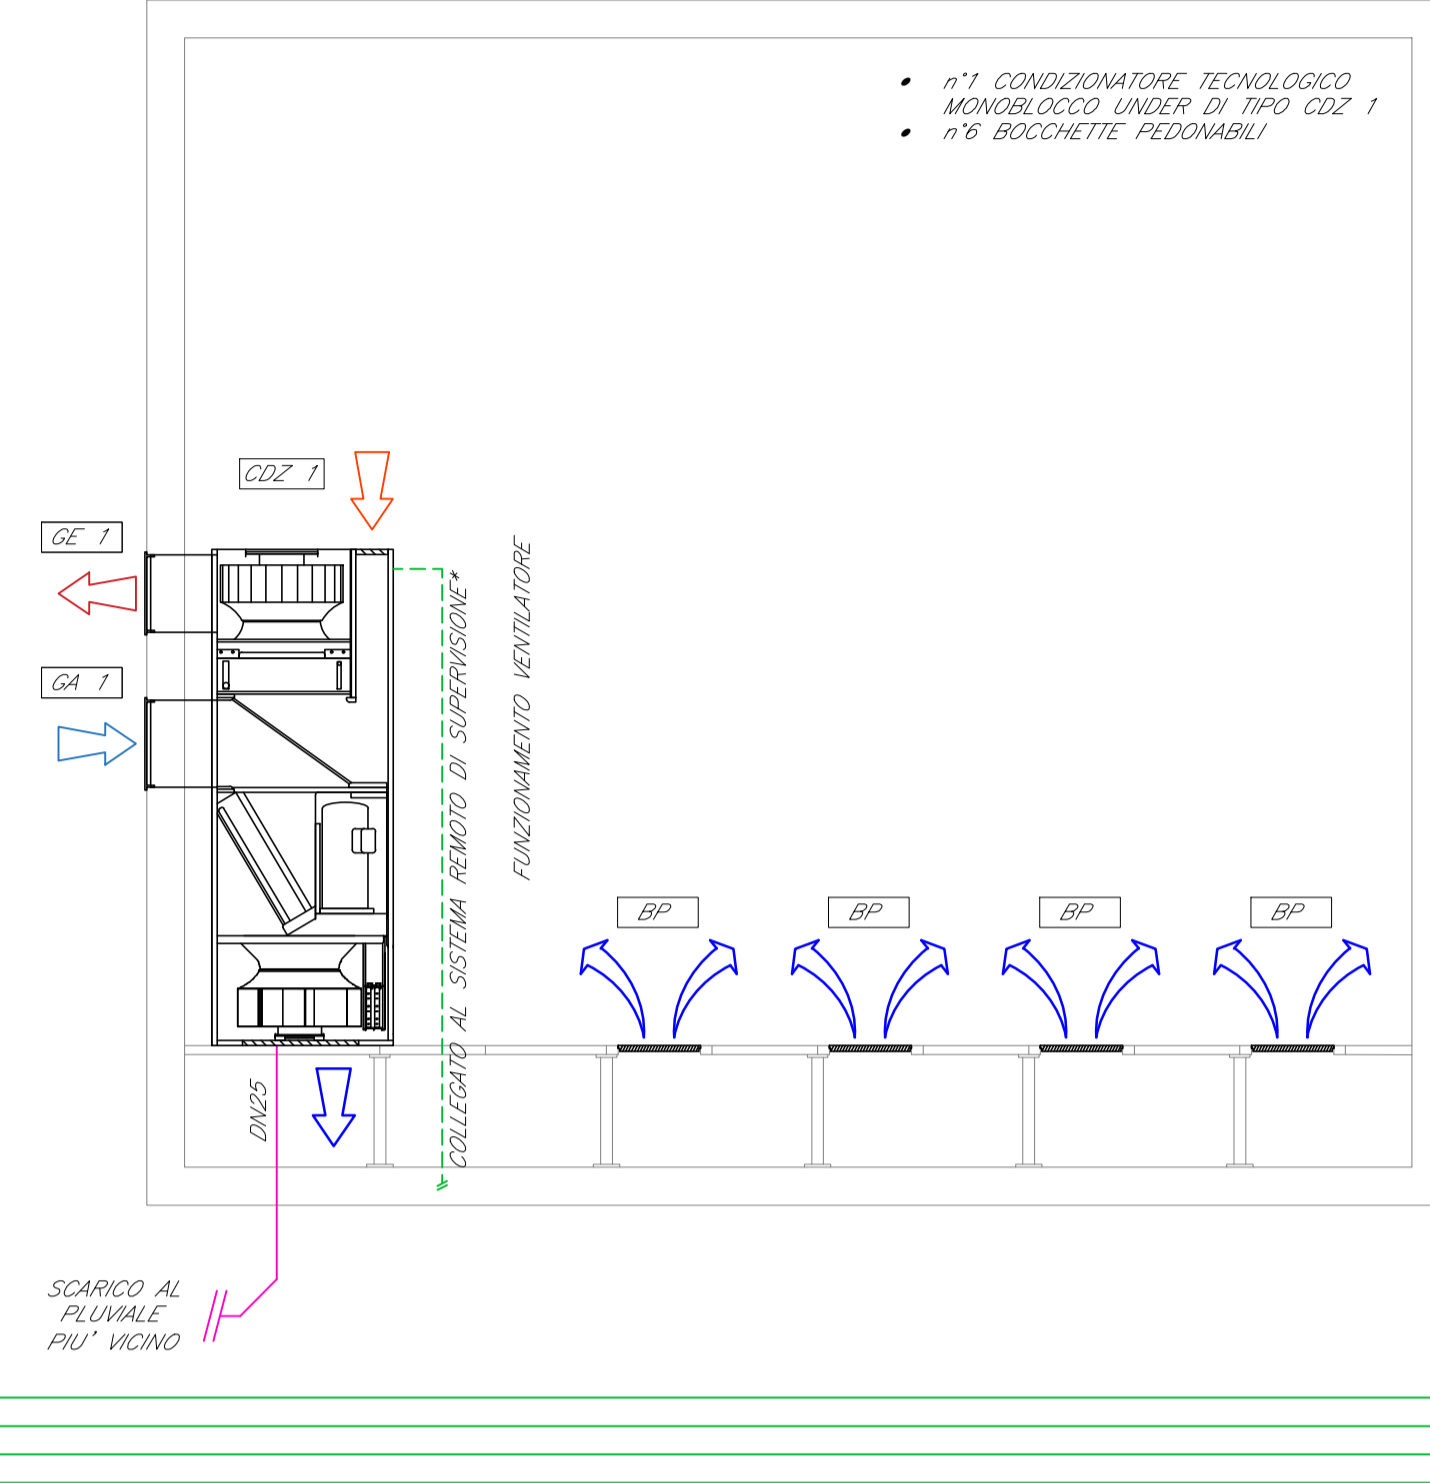 • n°1 CONDIZIONATORE TECNOLOGICO
MONOBLOCCO UNDER DI TIPO CDZ 1
• n°6 BOCCHETTE PEDONABILI
CDZ 1
GE 1
GA 1
COLLEGATO AL SISTEMA REMOTO DI SUPERVISIONE*
FUNZIONAMENTO VENTILATORE
BP
BP
BP
BP
DN25
SCARICO AL
PLUVIALE
PIU' VICINO